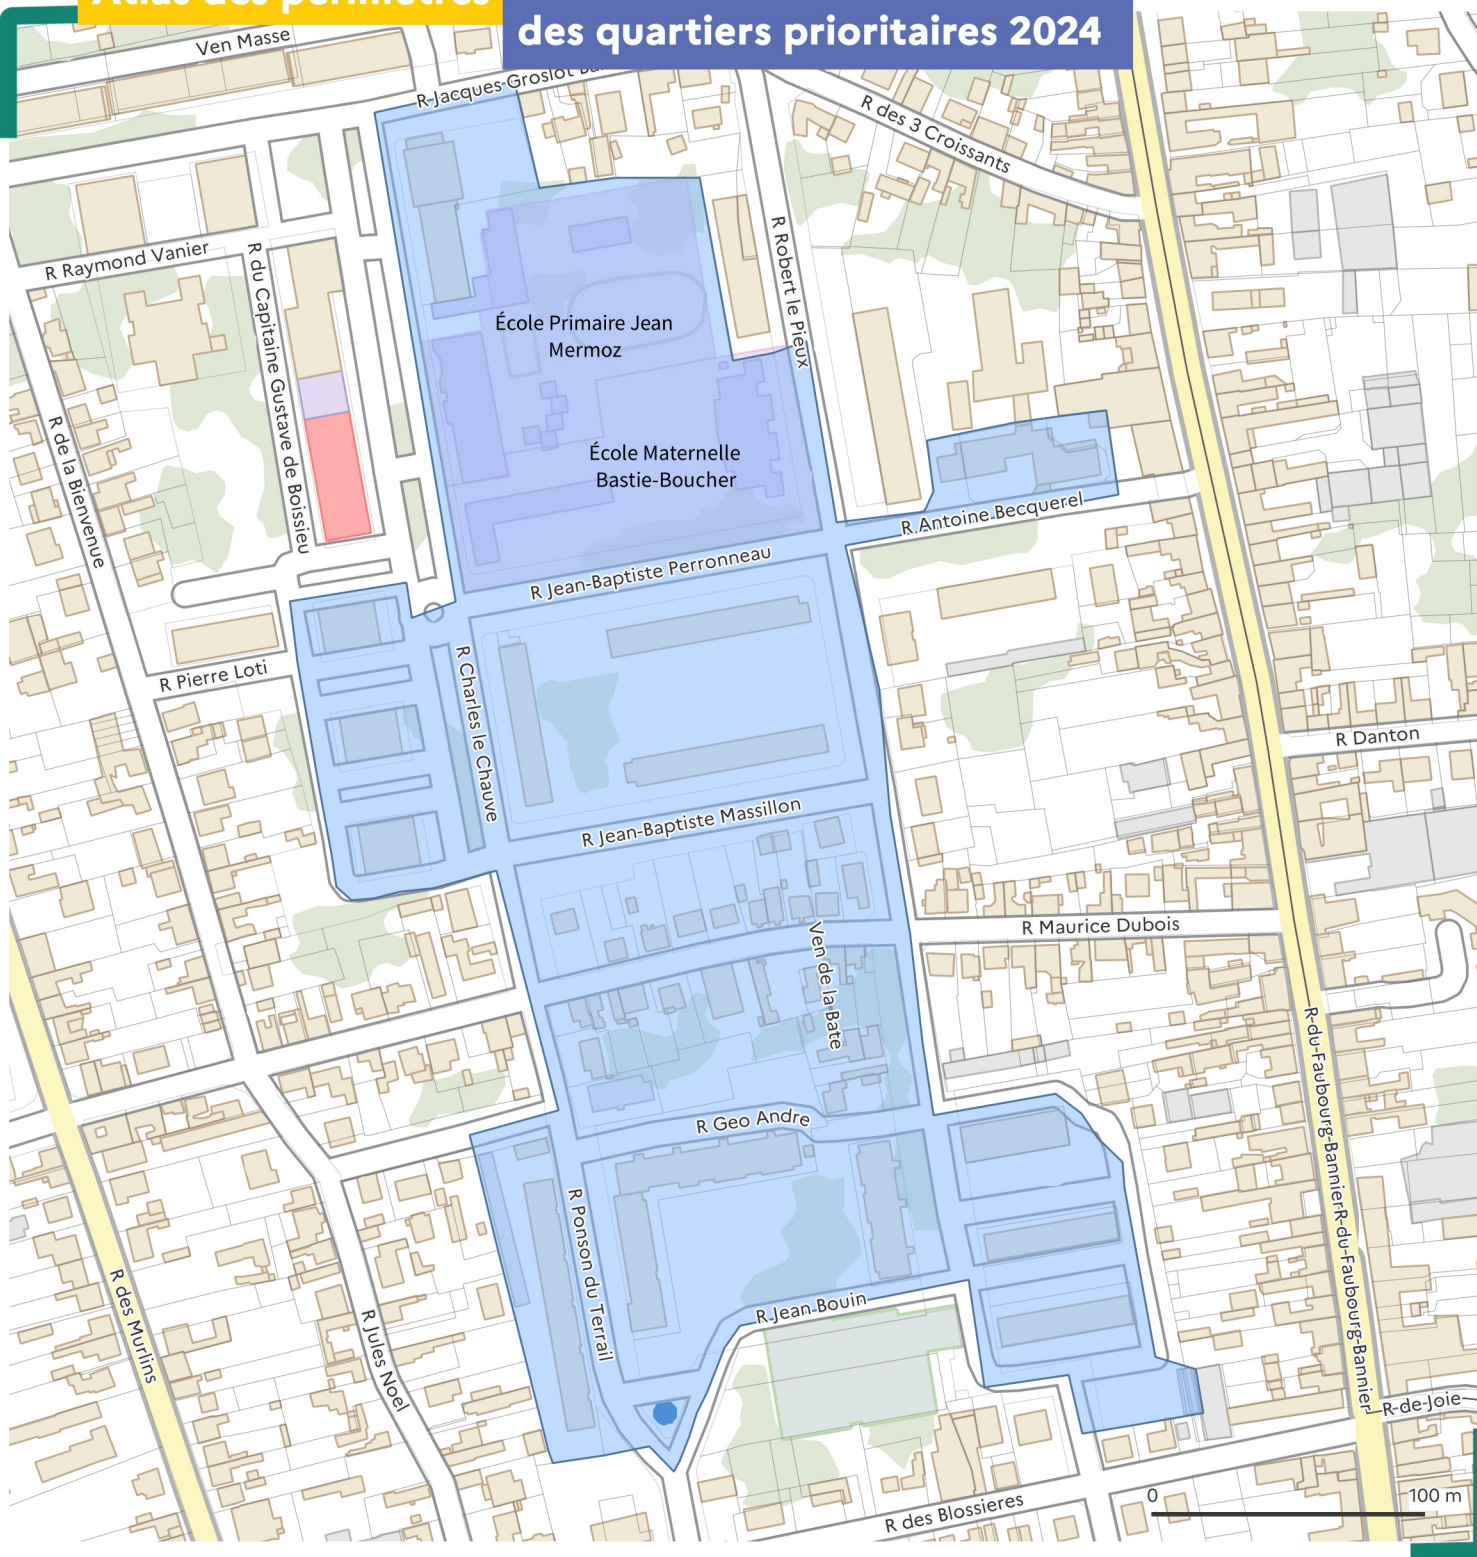 Atlas des périmètres
des quartiers prioritaires 2024
Ven Masse
R Jacques Groslot
R des 3 Croissants
R Raymond Vanier
R du Capitaine Gustave de Boissieu
R Robert le Pieux
École Primaire Jean
Mermoz
École Maternelle
Bastie-Boucher
R de la Bienvenue
R Antoine Becquerel
R Jean-Baptiste Perronneau
R Pierre Loti
R Charles le Chauve
R Danton
R Jean-Baptiste Massillon
R Maurice Dubois
Ven de la Bate
R-du-Faubourg-Bannier
R-du-Faubourg-Bannier
R Geo Andre
R Ponson du Terrail
R des Murlins
R Jules Noel
R Jean Bouin
R-de-Joie
R des Blossieres
0
100 m